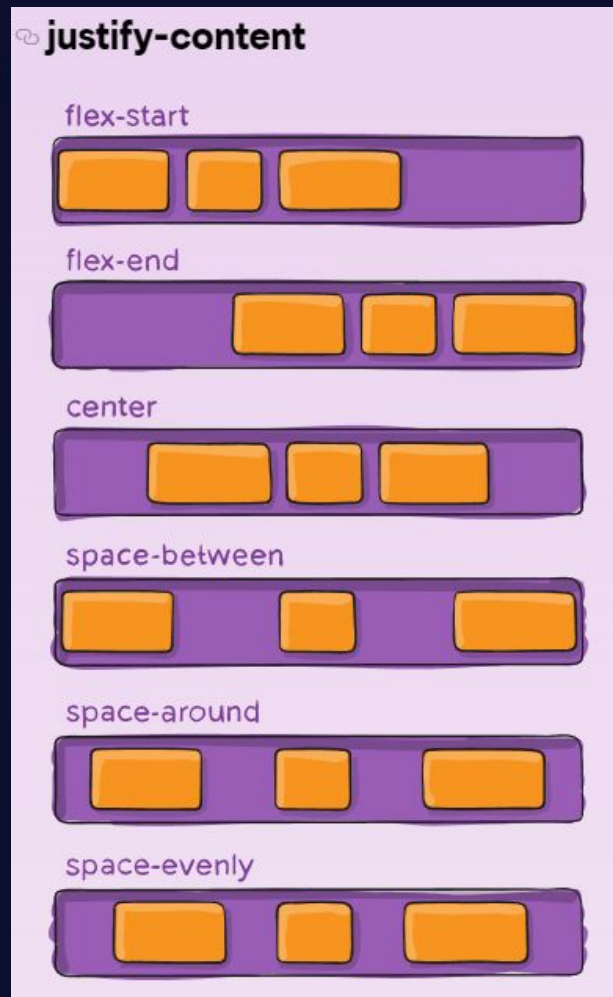 justify-content
flex-start
flex-end
center
space-between
space-around
space-evenly